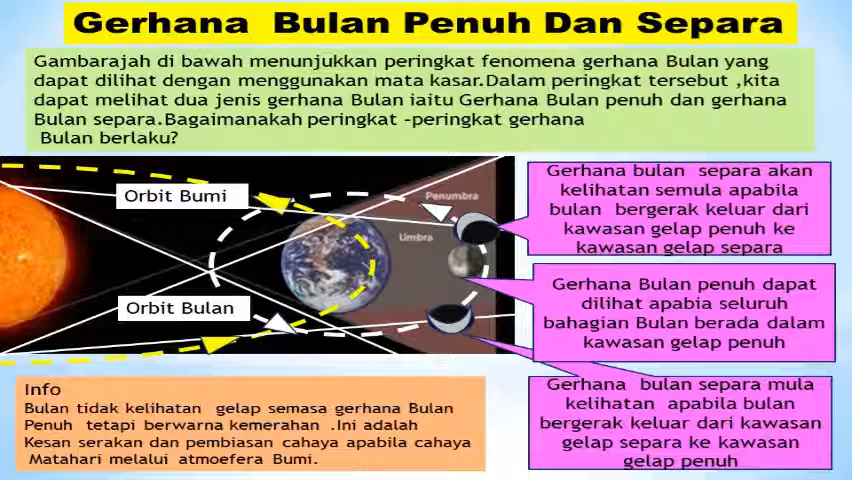 Gerhana Bulan Penuh Dan Separa
Gambarajah di bawah menunjukkan peringkat fenomena gerhana Bulan yang
dapat dilihat dengan menggunakan mata kasar.Dalam peringkat tersebut ,kita
dapat melihat dua jenis gerhana Bulan iaitu Gerhana Bulan penuh dan gerhana
Bulan separa.Bagaimanakah peringkat -peringkat gerhana
Bulan berlaku?
Orbit Bumi
Penumbra
Umbra
Orbit Bulan
Gerhana bulan separa akan
kelihatan semula apabila
bulan bergerak keluar dari
kawasan gelap penuh ke
kawasan gelap separa
Gerhana Bulan penuh dapat
dilihat apabia seluruh
bahagian Bulan berada dalam
kawasan gelap penuh
Gerhana bulan separa mula
kelihatan apabila bulan
bergerak keluar dari kawasan
gelap separa ke kawasan
gelap penuh
Info
Bulan tidak kelihatan gelap semasa gerhana Bulan
Penuh tetapi berwarna kemerahan .Ini adalah
Kesan serakan dan pembiasan cahaya apabila cahaya
Matahari melalui atmoefera Bumi.